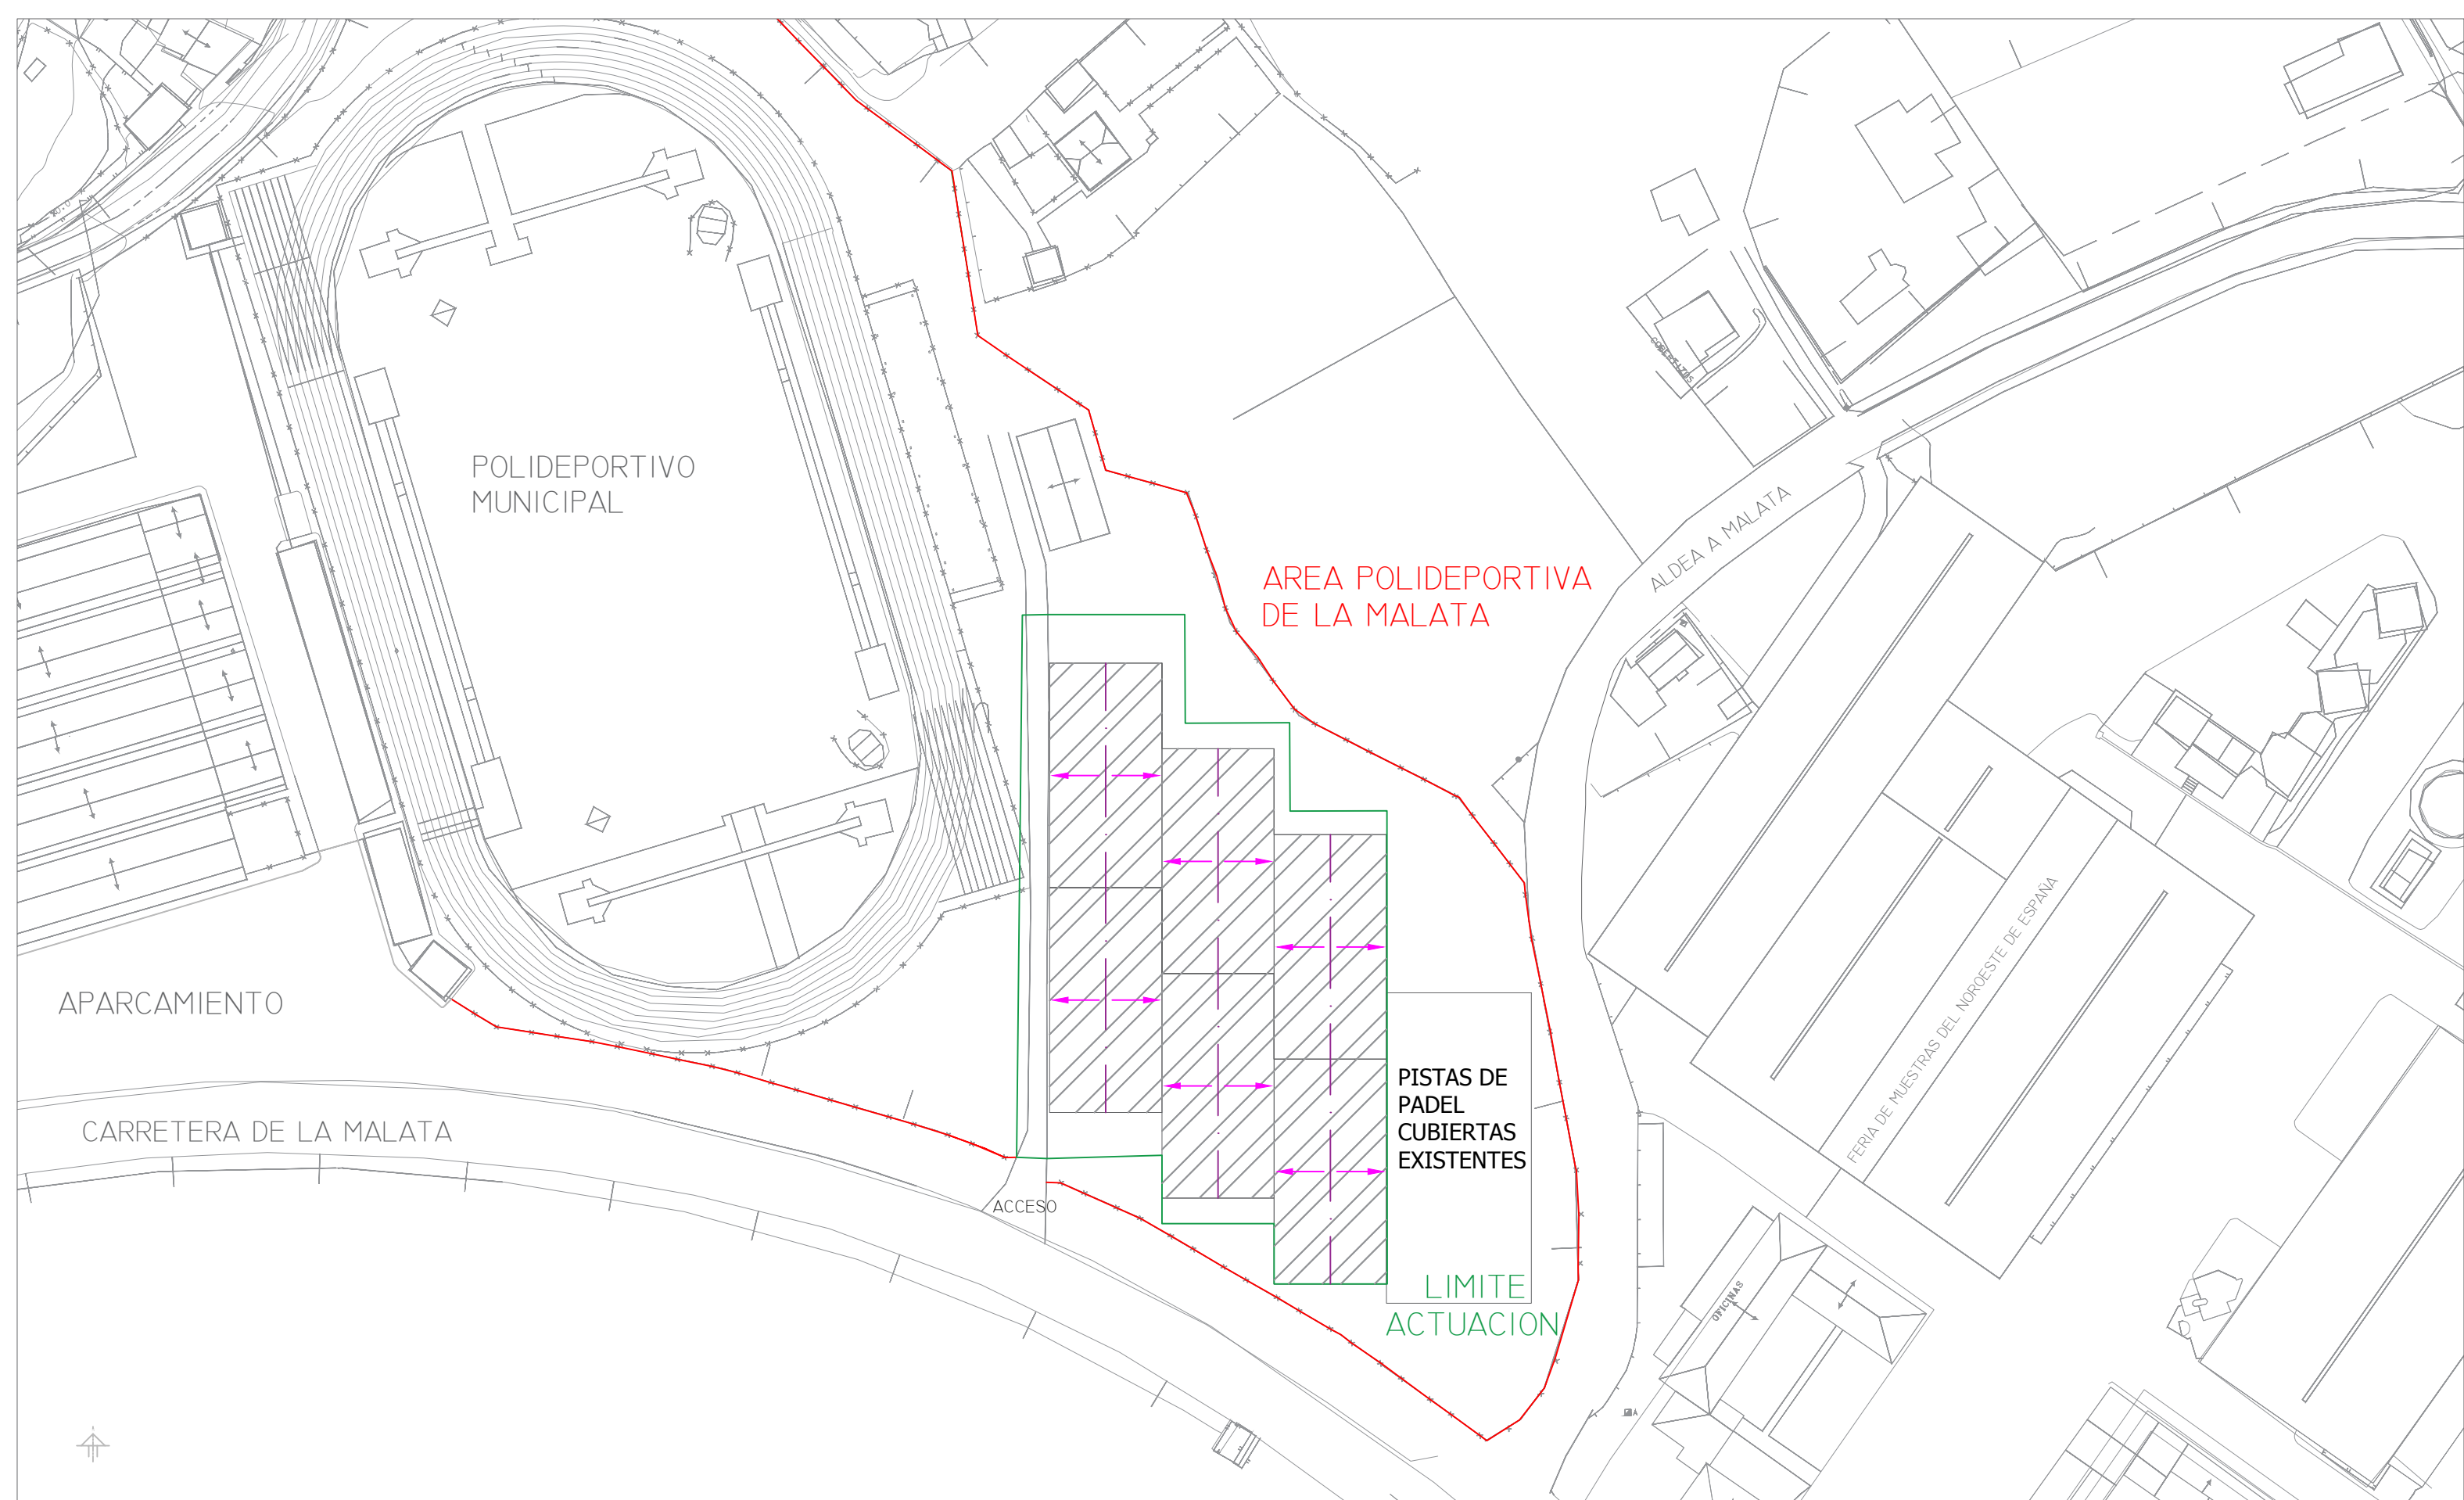 COBERTIZOS
POLIDEPORTIVO
MUNICIPAL
ALDEA A MALATA
AREA POLIDEPORTIVA
DE LA MALATA
FERIA DE MUESTRAS DEL NOROESTE DE ESPAÑA
APARCAMIENTO
PISTAS DE
PADEL
CUBIERTAS
EXISTENTES
CARRETERA DE LA MALATA
ACCESO
LIMITE
ACTUACION
OFICINAS
A